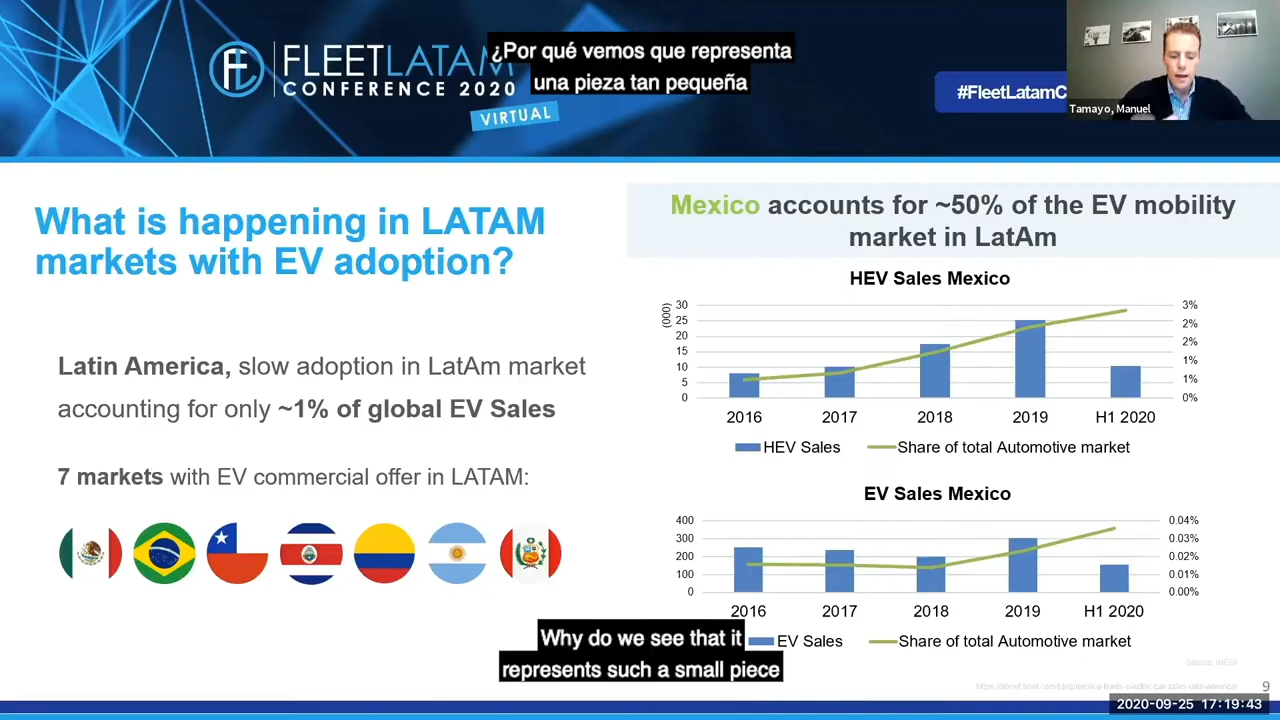 FLEETLATAM
CONFERENCE 2020
VIRTUAL
¿Por qué vemos que representa
una pieza tan pequeña
#FleetLatamC
Tamayo, Manuel
What is happening in LATAM
markets with EV adoption?
Latin America, slow adoption in LatAm market
accounting for only ~1% of global EV Sales
7 markets with EV commercial offer in LATAM:
Mexico accounts for ~50% of the EV mobility
market in LatAm
HEV Sales Mexico
(000)
30
25
20
15
10
5
0
3%
2%
2%
1%
1%
0%
2016 2017 2018 2019 H1 2020
HEV Sales Share of total Automotive market
EV Sales Mexico
400
300
200
100
0
0.04%
0.03%
0.02%
0.01%
0.00%
2016 2017 2018 2019 H1 2020
EV Sales Share of total Automotive market
Why do we see that it
represents such a small piece
Source: INEGI
9
2020-09-25 17:19:43